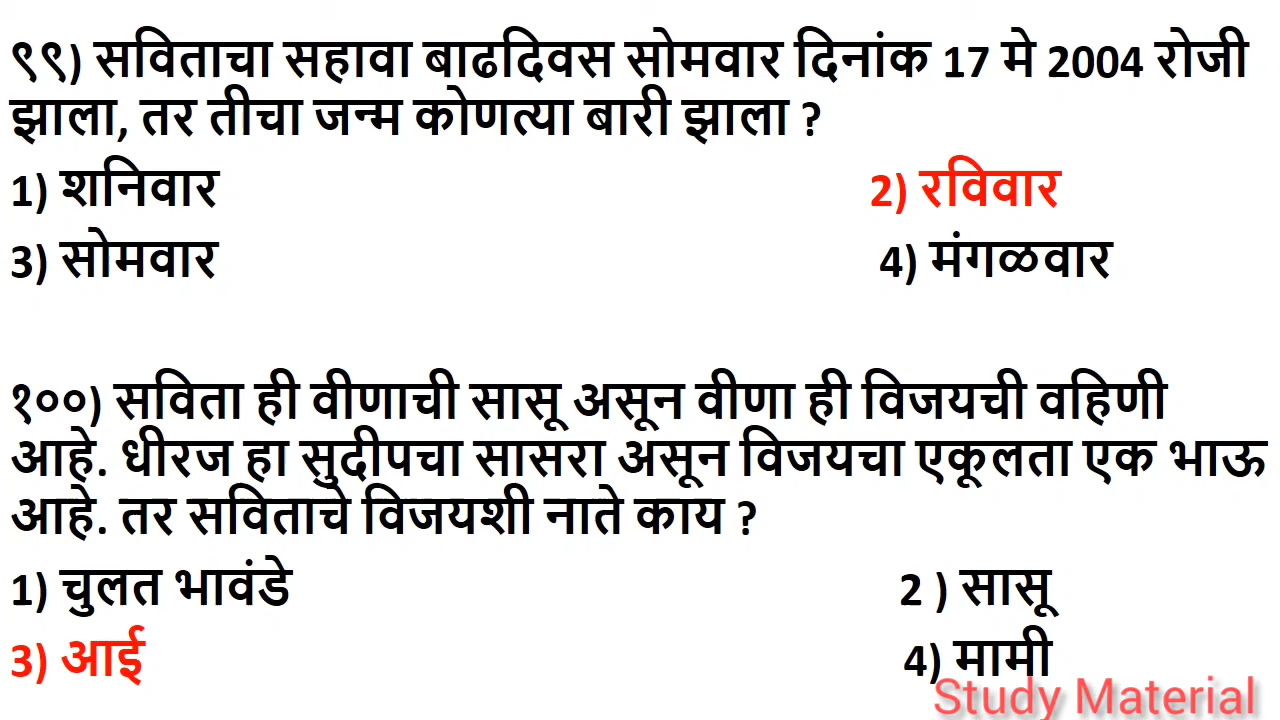 ९९) सविताचा सहावा बाढदिवस सोमवार दिनांक 17 मे 2004 रोजी
झाला, तर तीचा जन्म कोणत्या बारी झाला ?
1) शनिवार 2) रविवार
3) सोमवार 4) मंगळवार
१००) सविता ही वीणाची सासू असून वीणा ही विजयची वहिणी
आहे. धीरज हा सुदीपचा सासरा असून विजयचा एकूलता एक भाऊ
आहे. तर सविताचे विजयशी नाते काय ?
1) चुलत भावंडे 2 ) सासू
3) आई 4) मामी
Study Material